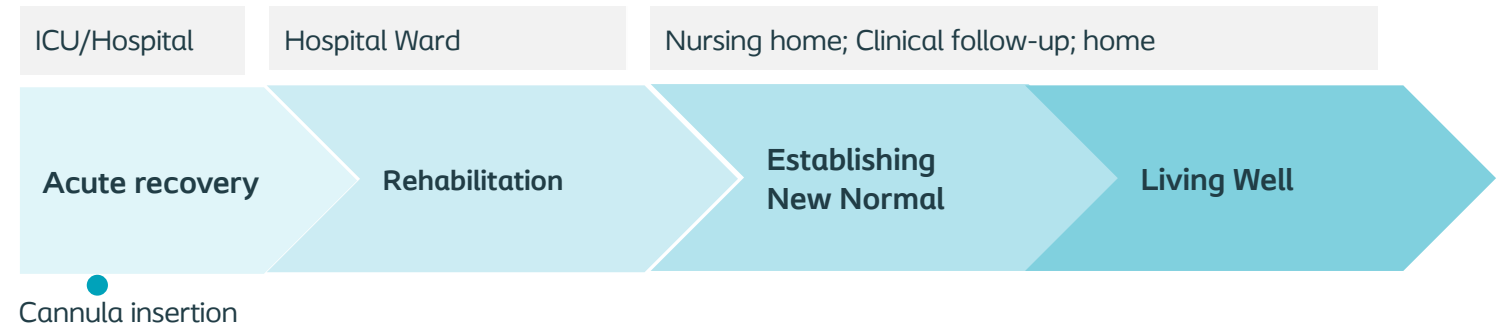 ICU/Hospital
Hospital Ward
Nursing home; Clinical follow-up; home
Acute recovery
Rehabilitation
Establishing
New Normal
Living Well
Cannula insertion